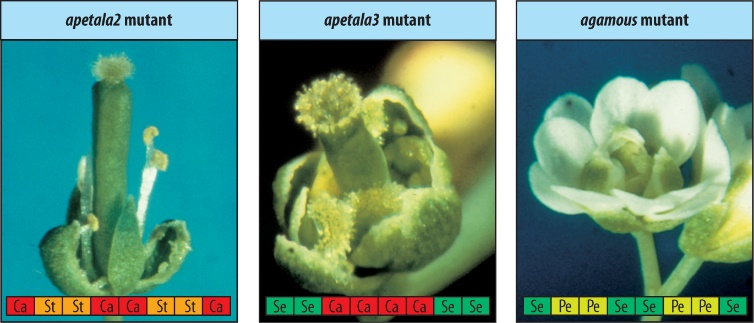 apetala2 mutant
apetala3 mutant
agamous mutant
Ca St St Ca Ca St St Ca
Se Se Ca Ca Ca Ca Se Se
Se Pe Pe Se Se Pe Pe Se